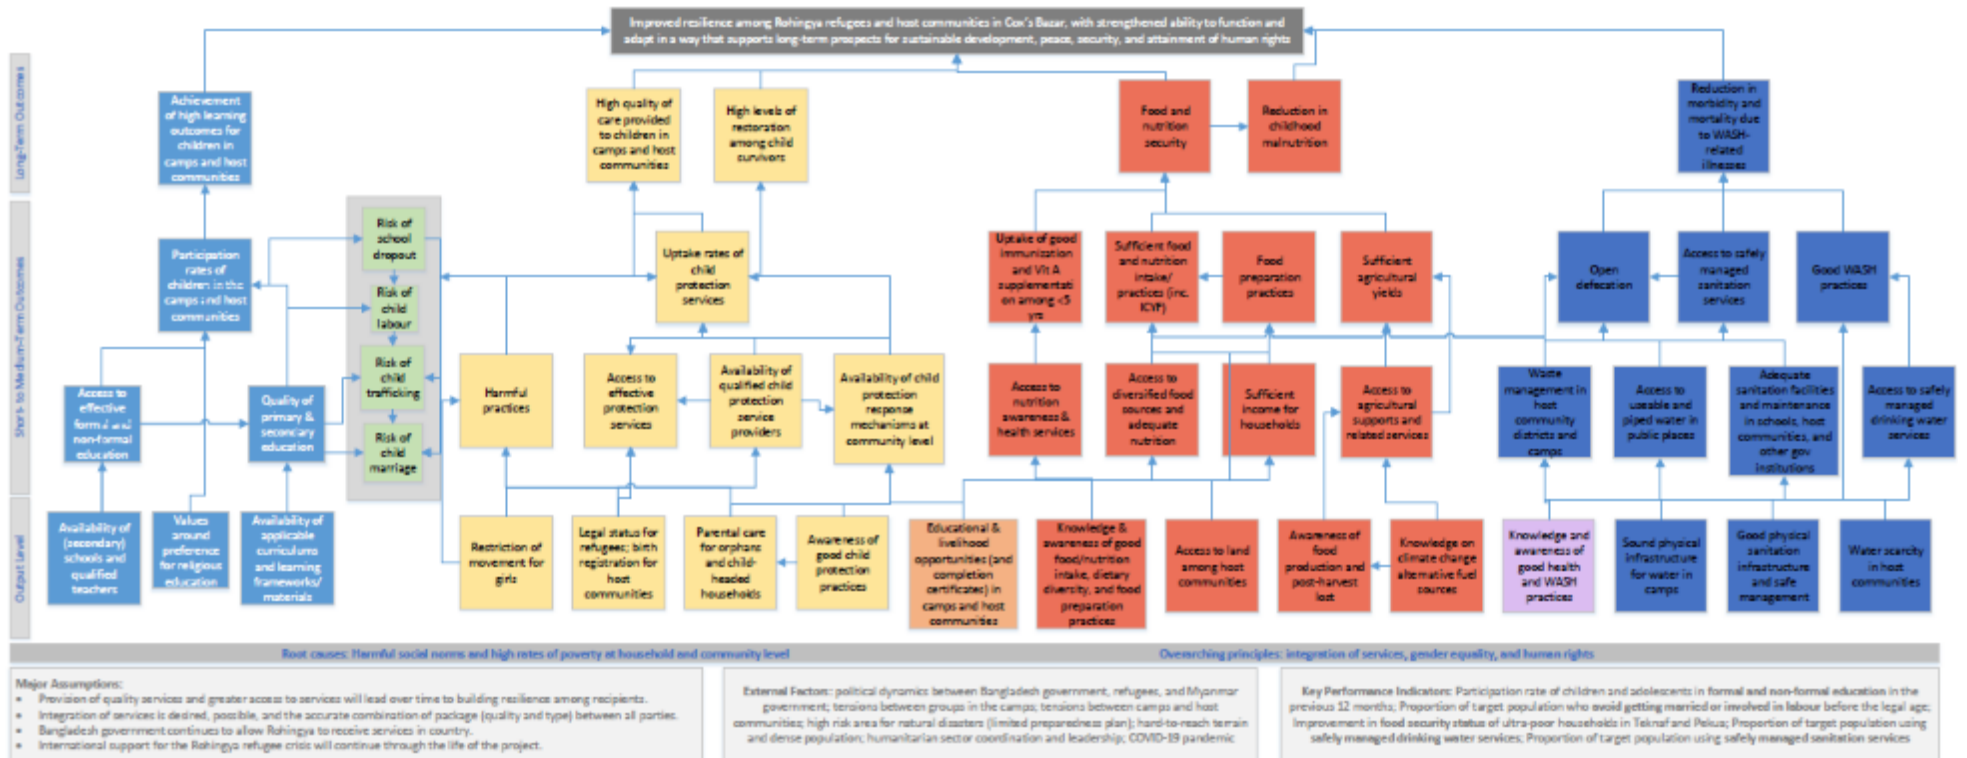 Improved resilience among Rohingya refugees and host communities in Cox's Bazar, with strengthened ability to function and
adapt in a way that supports long-term prospects for sustainable development, peace, security, and attainment of human rights
Long-Term Outcomes
Achievement
of high learning
outcomes for
children in
camps and host
communities
High quality of
care provided
to children in
camps and host
communities
High levels of
restoration
among child
survivors
Food and
nutrition
security
Reduction in
childhood
malnutrition
Reduction in
morbidity and
mortality due
to WASH-
related
illnesses
Short- to Medium-Term Outcomes
Participation
rates of
children in the
camps and host
communities
Risk of
school
dropout
Risk of
child
labour
Risk of
child
trafficking
Risk of
child
marriage
Uptake rates of
child
protection
services
Uptake of good
immunization
and Vit A
supplementati
on among <5
yrs
Sufficient food
and nutrition
intake/
practices (inc.
ICYF)
Food
preparation
practices
Sufficient
agricultural
yields
Open
defecation
Access to safely
managed
sanitation
services
Good WASH
practices
Access to
effective
formal and
non-formal
education
Quality of
primary &
secondary
education
Harmful
practices
Access to
effective
protection
services
Availability of
qualified child
protection
service
providers
Availability of child
protection
response
mechanisms at
community level
Access to
nutrition
awareness &
health services
Access to
diversified food
sources and
adequate
nutrition
Sufficient
income for
households
Access to
agricultural
supports and
related services
Waste
management in
host
community
districts and
camps
Access to
useable and
piped water in
public places
Adequate
sanitation facilities
and maintenance
in schools, host
communities, and
other gov
institutions
Access to safely
managed
drinking water
services
Output Level
Availability of
(secondary)
schools and
qualified
teachers
Values
around
preference
for religious
education
Availability of
applicable
curriculums
and learning
frameworks/
materials
Restriction of
movement for
girls
Legal status for
refugees; birth
registration for
host
communities
Parental care
for orphans
and child-
headed
households
Awareness of
good child
protection
practices
Educational &
livelihood
opportunities (and
completion
certificates) in
camps and host
communities
Knowledge &
awareness of good
food/nutrition
intake, dietary
diversity, and food
preparation
practices
Access to land
among host
communities
Awareness of
food
production and
post-harvest
lost
Knowledge on
climate change
alternative fuel
sources
Knowledge and
awareness of
good health
and WASH
practices
Sound physical
infrastructure
for water in
camps
Good physical
sanitation
infrastructure
and safe
management
Water scarcity
in host
communities
Root causes: Harmful social norms and high rates of poverty at household and community level
Overarching principles: integration of services, gender equality, and human rights
Major Assumptions:
• Provision of quality services and greater access to services will lead over time to building resilience among recipients.
• Integration of services is desired, possible, and the accurate combination of package (quality and type) between all parties.
• Bangladesh government continues to allow Rohingya to receive services in country.
• International support for the Rohingya refugee crisis will continue through the life of the project.
External Factors: political dynamics between Bangladesh government, refugees, and Myanmar
government; tensions between groups in the camps; tensions between camps and host
communities; high risk area for natural disasters (limited preparedness plan); hard-to-reach terrain
and dense population; humanitarian sector coordination and leadership; COVID-19 pandemic
Key Performance Indicators: Participation rate of children and adolescents in formal and non-formal education in the
previous 12 months; Proportion of target population who avoid getting married or involved in labour before the legal age;
Improvement in food security status of ultra-poor households in Teknaf and Pekua; Proportion of target population using
safely managed drinking water services; Proportion of target population using safely managed sanitation services